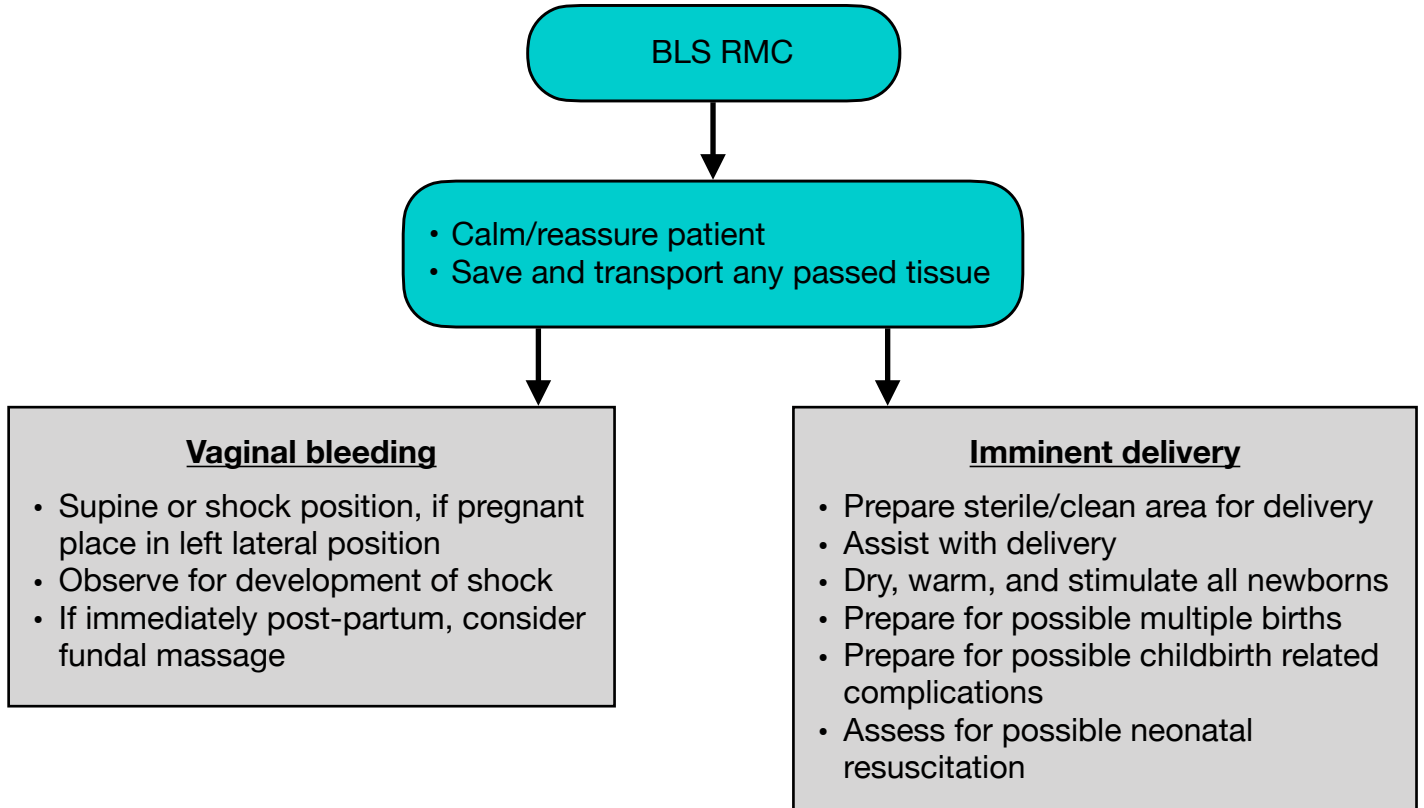 BLS RMC
• Calm/reassure patient
• Save and transport any passed tissue
Vaginal bleeding
• Supine or shock position, if pregnant
place in left lateral position
• Observe for development of shock
• If immediately post-partum, consider
fundal massage
Imminent delivery
• Prepare sterile/clean area for delivery
• Assist with delivery
• Dry, warm, and stimulate all newborns
• Prepare for possible multiple births
• Prepare for possible childbirth related
complications
• Assess for possible neonatal
resuscitation